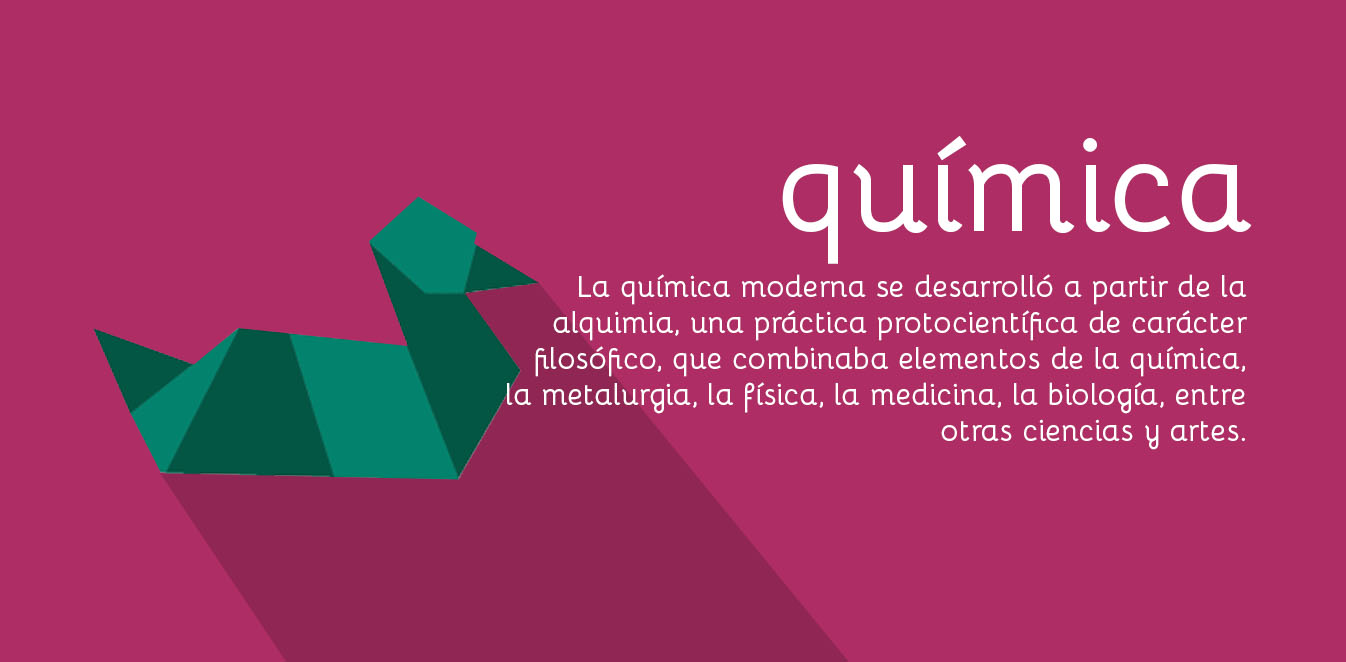 química
La química moderna se desarrolló a partir de la
alquimia, una práctica protocientífica de carácter
filosófico, que combinaba elementos de la química,
la metalurgia, la física, la medicina, la biología, entre
otras ciencias y artes.